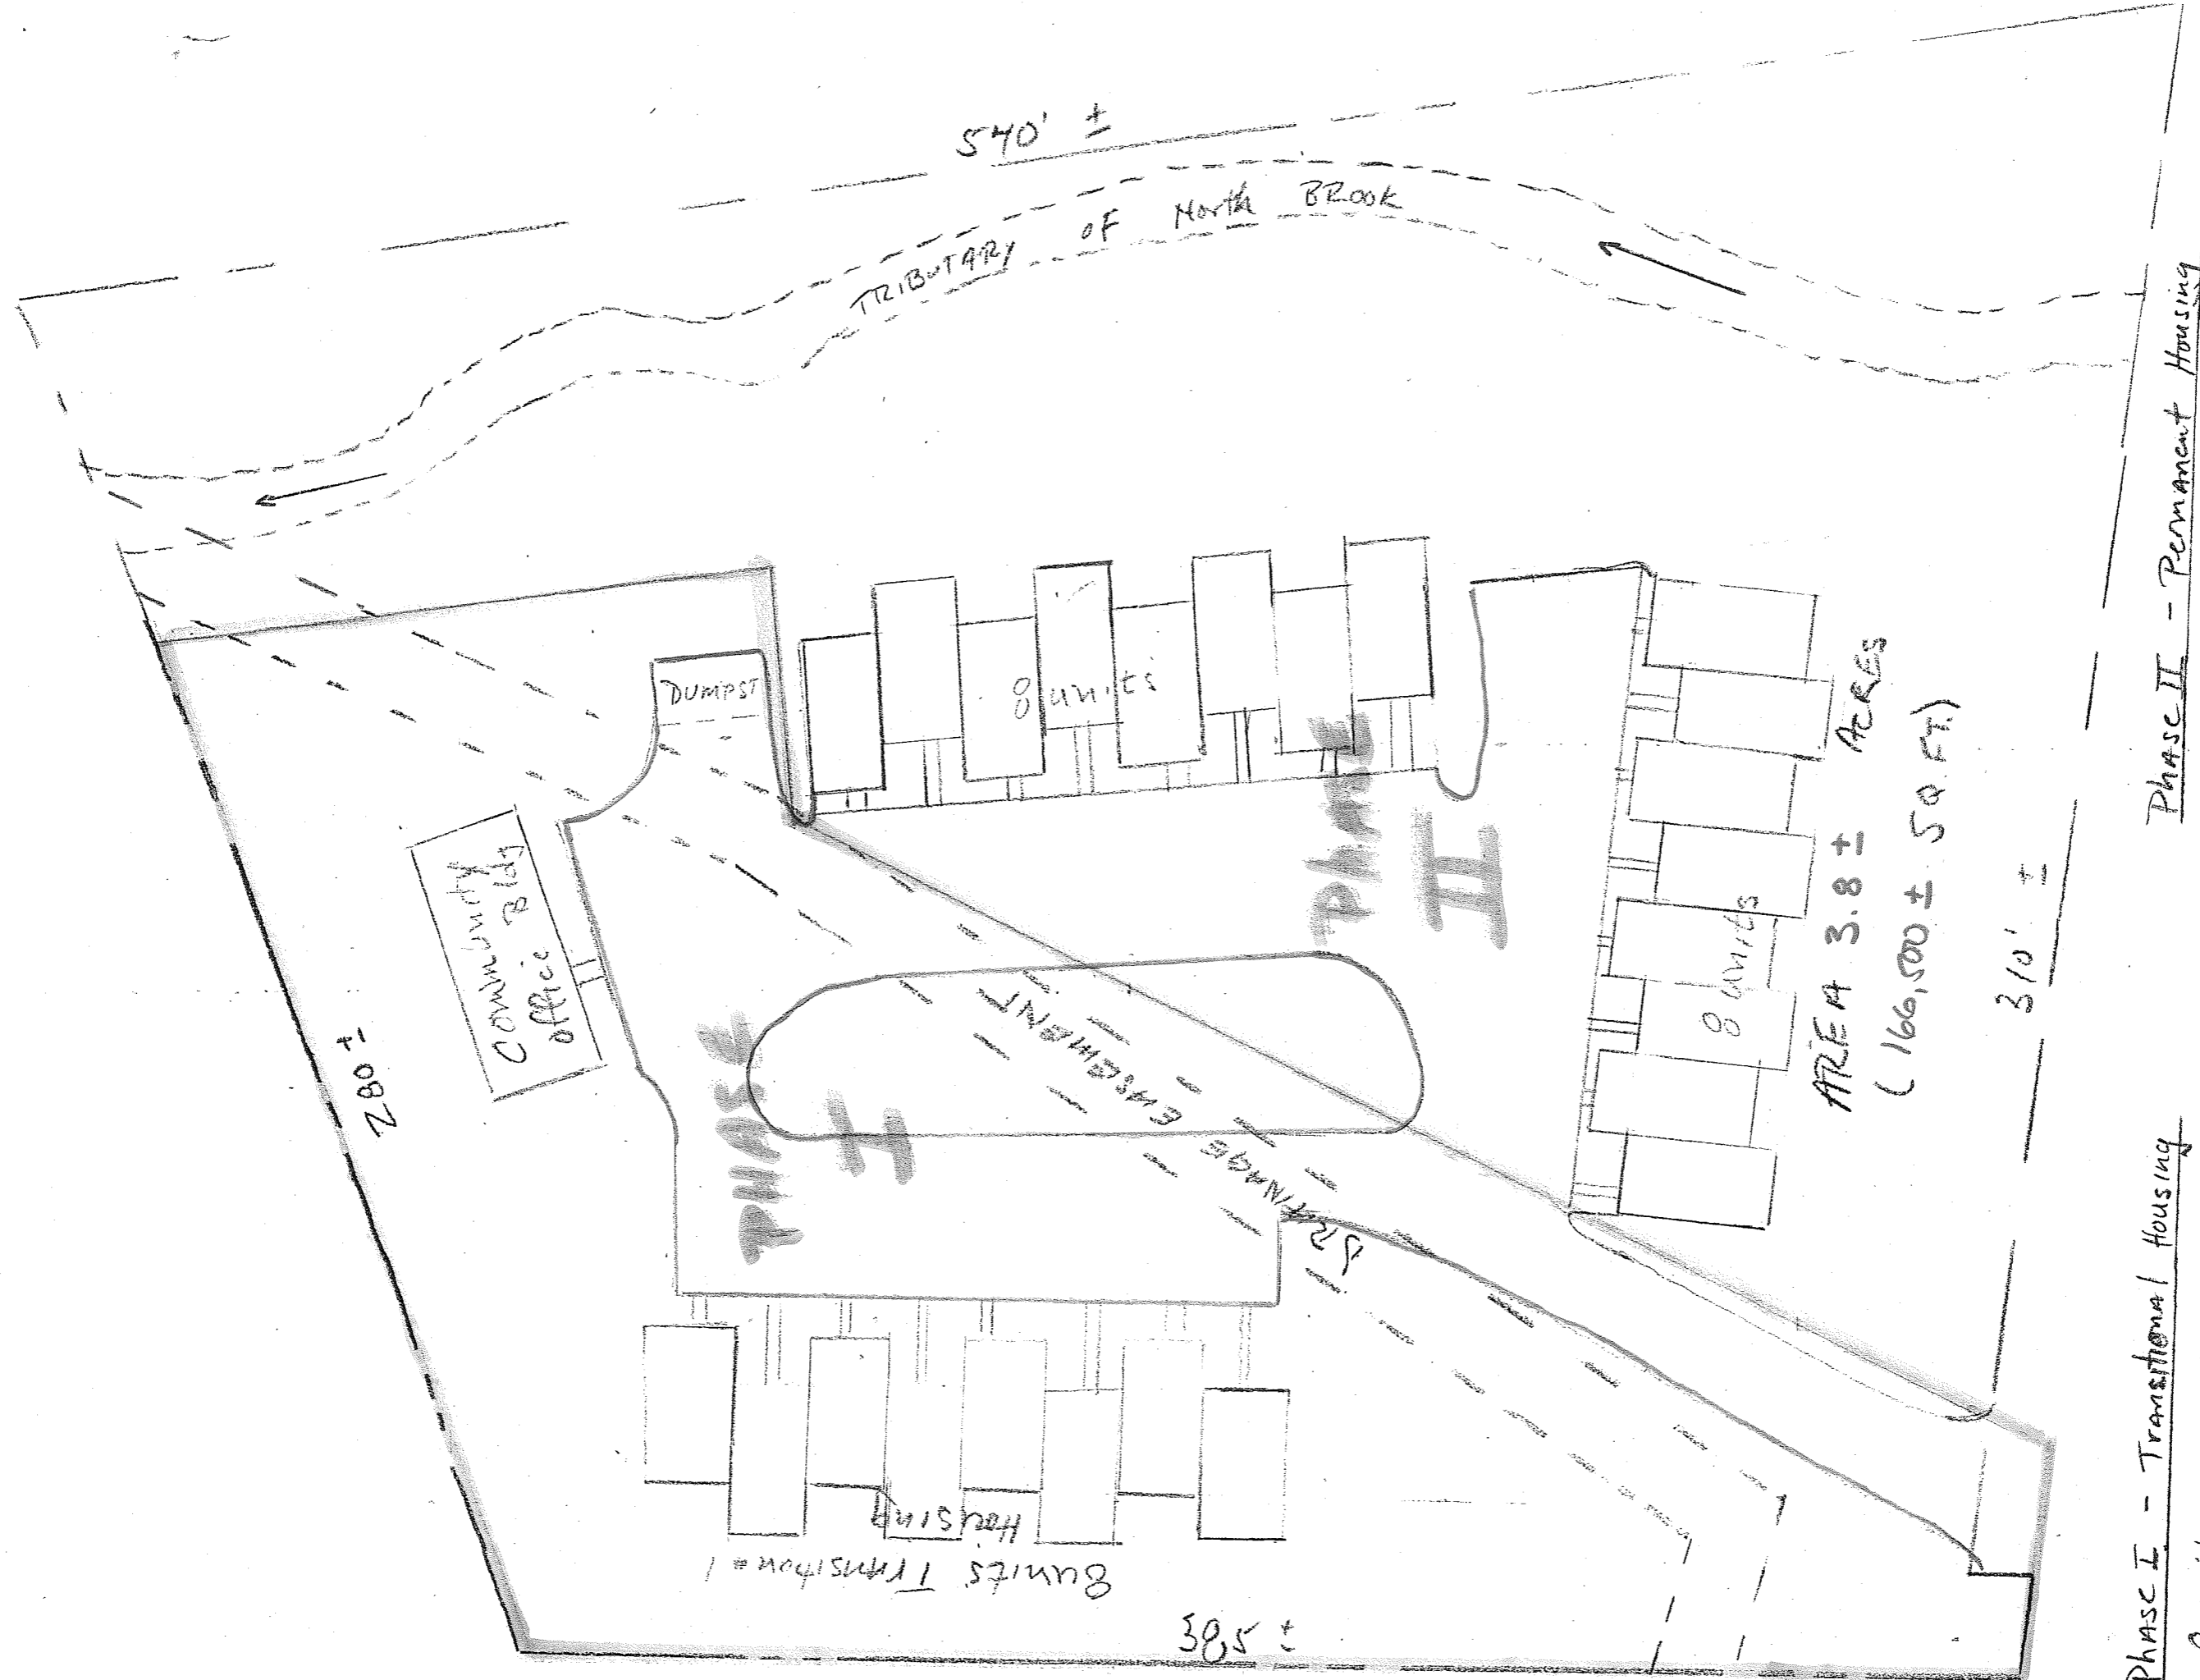 540' ±
TRIBUTARY OF North BROOK
DUMPST
8 units
Community
office Bldg
280 ±
PHASE
I
PHASE
II
DRAINAGE EASEMENT
8 units
AREA 3.8 ± ACRES
(166,500 ± SQ. FT.)
310' ±
8 units Transitional
Housing
385 ±
Phase I - Transitional Housing
Phase II - Permanent Housing